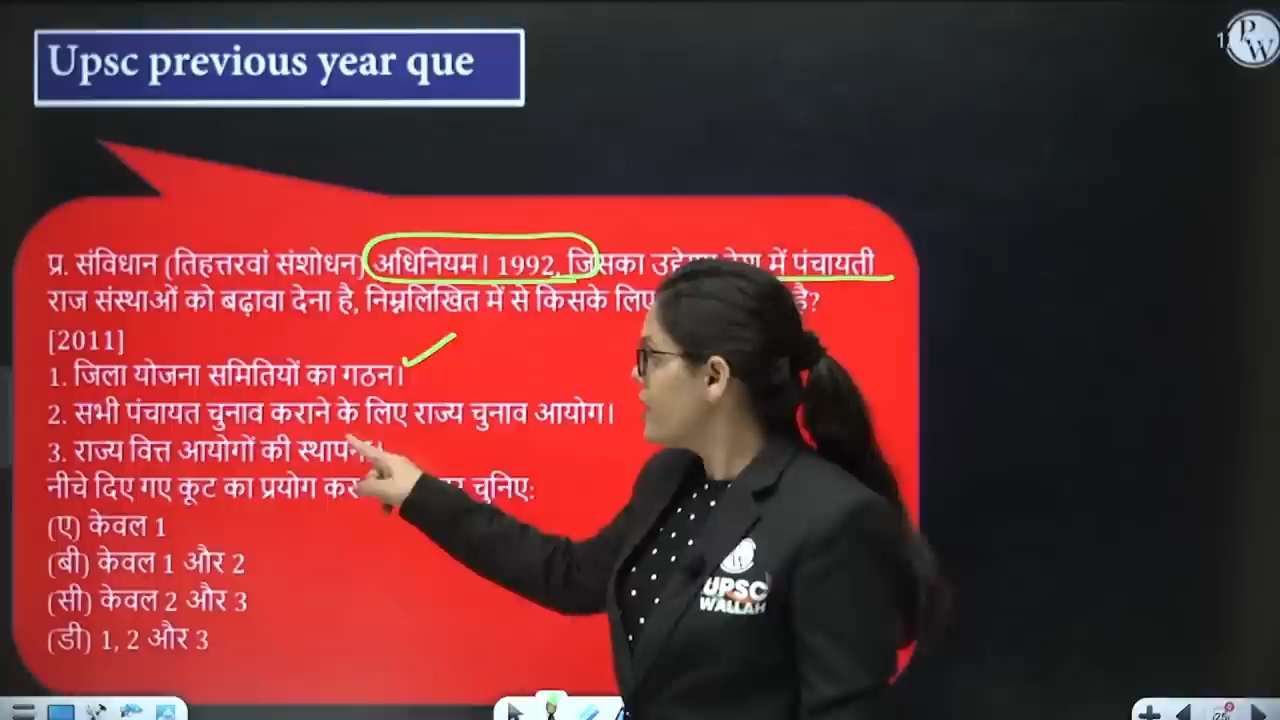 Upsc previous year que
PW
प्र. संविधान (तिहत्तरवां संशोधन) अधिनियम। 1992, जिसका में पंचायती
राज संस्थाओं को बढ़ावा देना है, निम्नलिखित में से किसके लिए है?
[2011]
1. जिला योजना समितियों का गठन।
2. सभी पंचायत चुनाव कराने के लिए राज्य चुनाव आयोग।
3. राज्य वित्त आयोगों की
नीचे दिए गए कूट का प्रयोग चुनिए:
(ए) केवल 1
(बी) केवल 1 और 2
(सी) केवल 2 और 3
(डी) 1, 2 और 3
UPSC
WALLAH
25